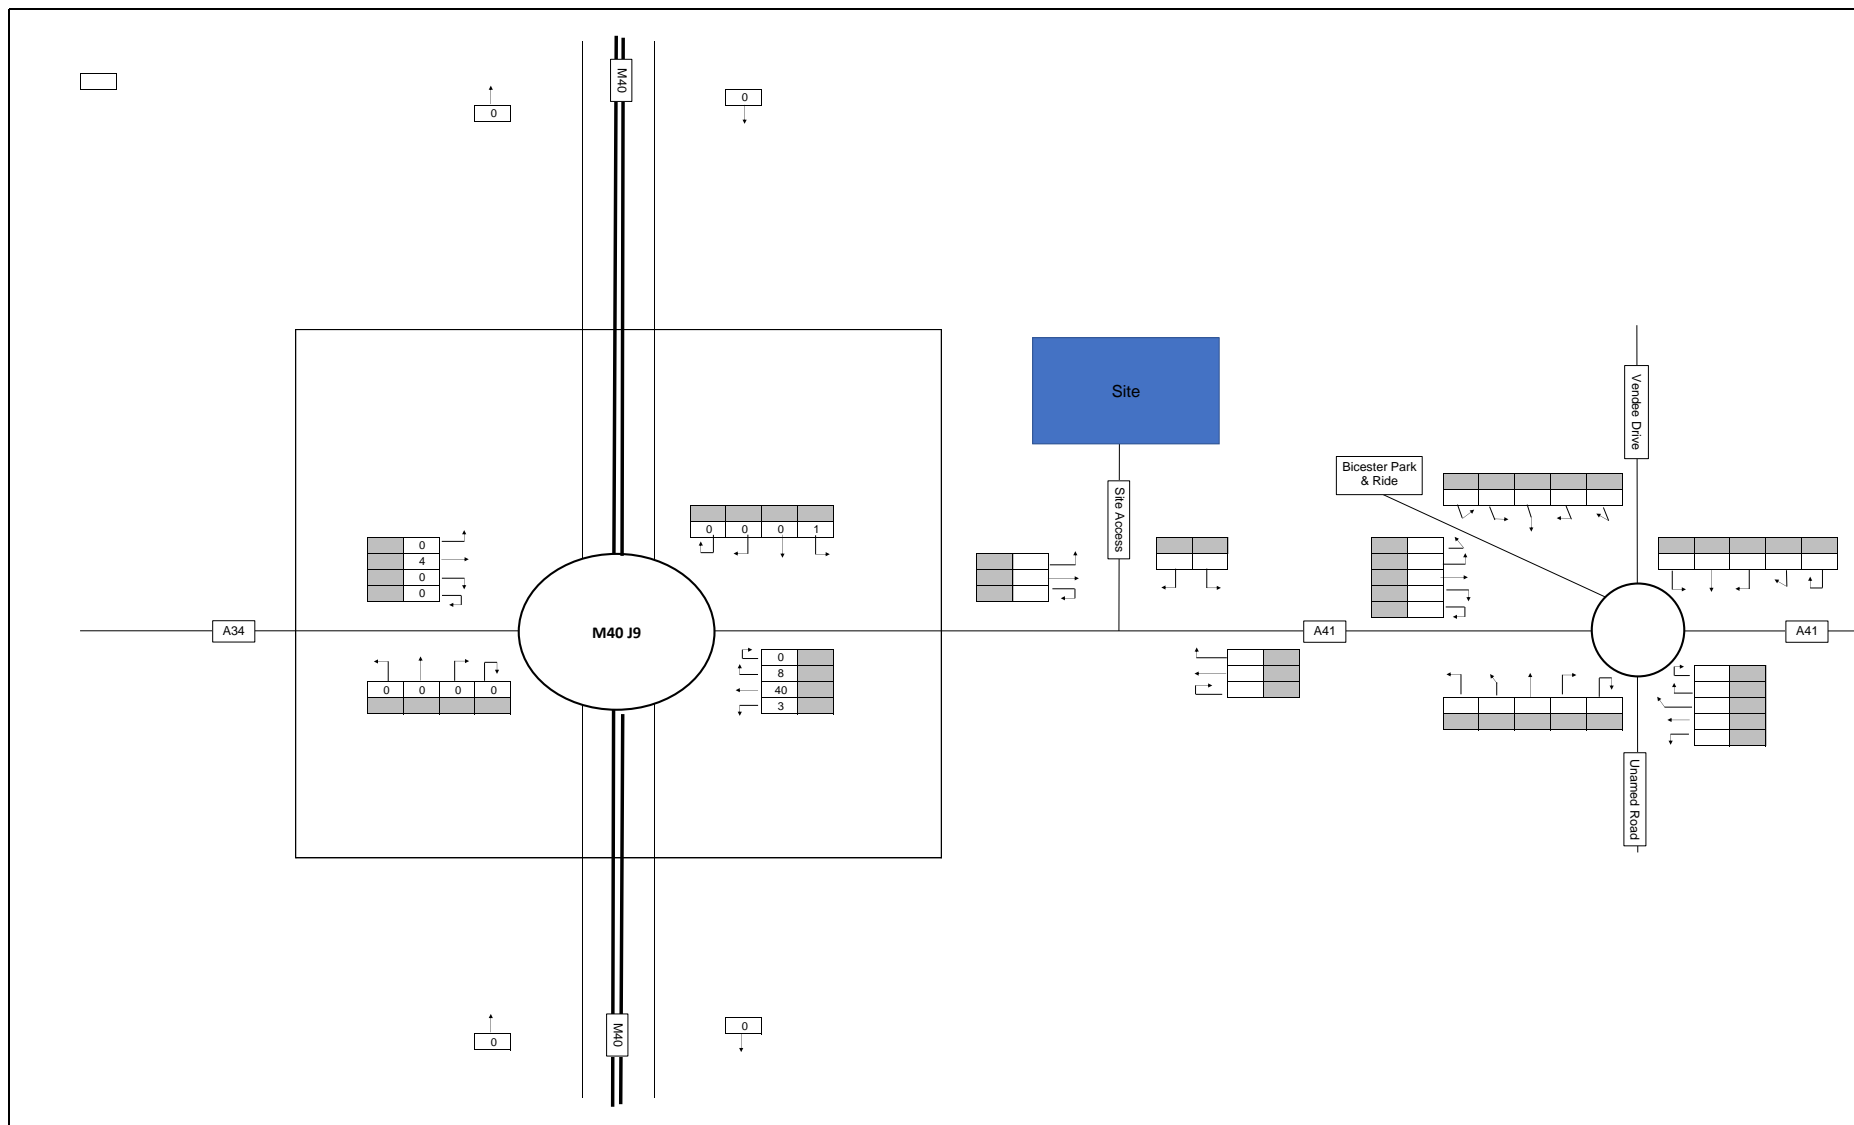 M40
0
0
Site
Vendee Drive
Bicester Park
& Ride
Site Access
0 0 0 1
0
4
0
0
A34
M40 J9
A41
A41
0
8
40
3
0 0 0 0
Unamed Road
0
0
M40